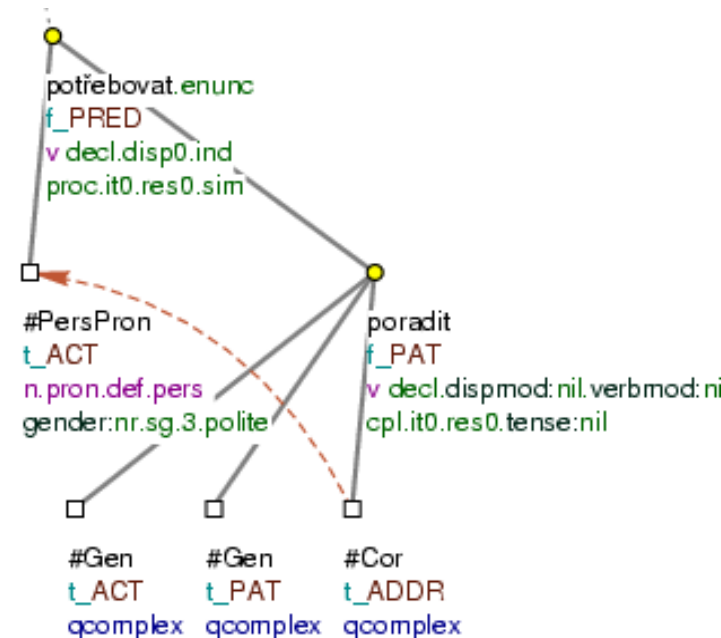 potřebovat.enunc
f_PRED
v decl.disp0.ind
proc.it0.res0.sim
#PersPron
t_ACT
n.pron.def.pers
gender:nr.sg.3.polite
poradit
f_PAT
v decl.dispmod:nil.verbmod:ni
cpl.it0.res0.tense:nil
#Gen
t_ACT
qcomplex
#Gen
t_PAT
qcomplex
#Cor
t_ADDR
qcomplex